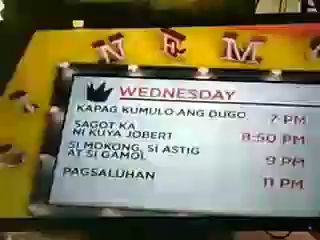 NEMO
WEDNESDAY
KAPAG KUMULO ANG DUGO 7 PM
SAGOT KA
NI KUYA JOBERT 8:50 PM
SI MOKONG, SI ASTIG
AT SI GAMOL 9 PM
PAGSALUHAN 11 PM